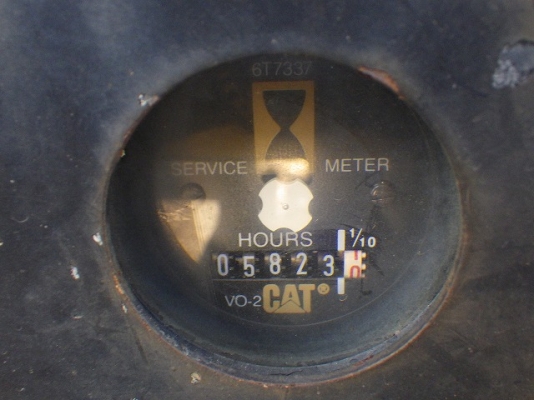 6T7337
SERVICE METER
HOURS 1/10
05823
VO-2 CAT®